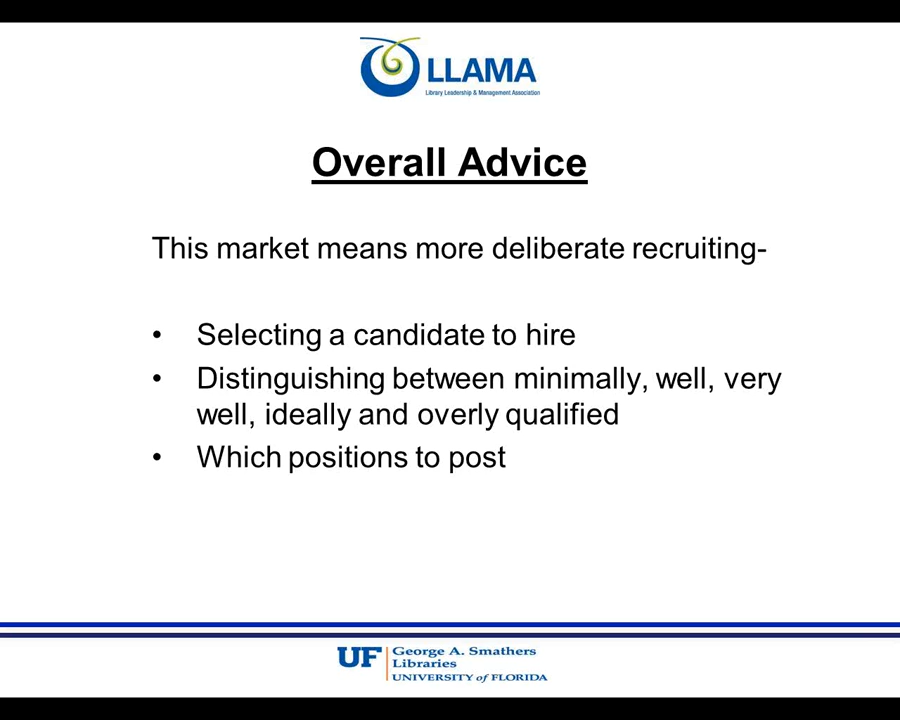 LLAMA
Library Leadership & Management Association
Overall Advice
This market means more deliberate recruiting-
• Selecting a candidate to hire
• Distinguishing between minimally, well, very
well, ideally and overly qualified
• Which positions to post
UF George A. Smathers
Libraries
UNIVERSITY of FLORIDA